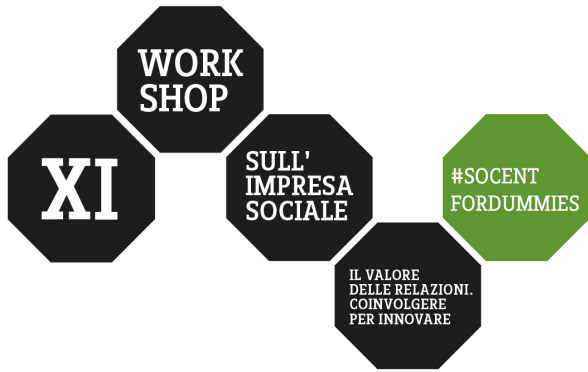 XI
WORK
SHOP
SULL'
IMPRESA
SOCIALE
IL VALORE
DELLE RELAZIONI.
COINVOLGERE
PER INNOVARE
#SOCENT
FORDUMMIES